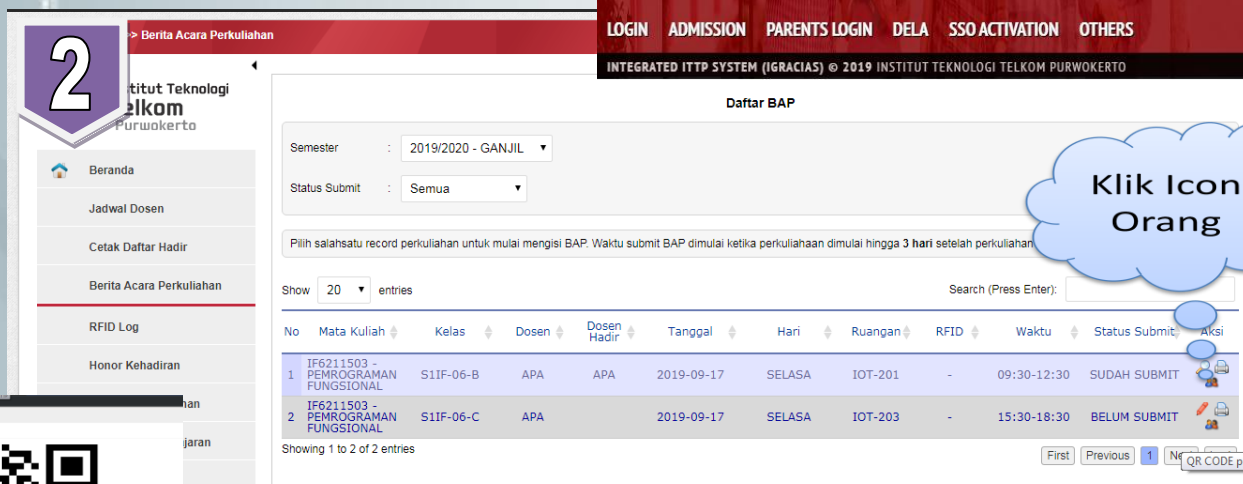 LOGIN ADMISSION PARENTS LOGIN DELA SSO ACTIVATION OTHERS
INTEGRATED ITTP SYSTEM (IGRACIAS) © 2019 INSTITUT TEKNOLOGI TELKOM PURWOKERTO
2
> Berita Acara Perkuliahan
titut Teknologi
elkom
Purwokerto
Beranda
Jadwal Dosen
Cetak Daftar Hadir
Berita Acara Perkuliahan
RFID Log
Honor Kehadiran
han
jaran
Daftar BAP
Semester : 2019/2020 - GANJIL
Status Submit : Semua
Klik Icon
Orang
Pilih salahsatu record perkuliahan untuk mulai mengisi BAP. Waktu submit BAP dimulai ketika perkuliahaan dimulai hingga 3 hari setelah perkuliahan
Show 20 entries Search (Press Enter):
No Mata Kuliah Kelas Dosen Dosen Hadir Tanggal Hari Ruangan RFID Waktu Status Submit Aksi
1 IF6211503 - PEMROGRAMAN FUNGSIONAL S1IF-06-B APA APA 2019-09-17 SELASA IOT-201 - 09:30-12:30 SUDAH SUBMIT
2 IF6211503 - PEMROGRAMAN FUNGSIONAL S1IF-06-C APA 2019-09-17 SELASA IOT-203 - 15:30-18:30 BELUM SUBMIT
Showing 1 to 2 of 2 entries
First Previous 1 Ne
QR CODE p